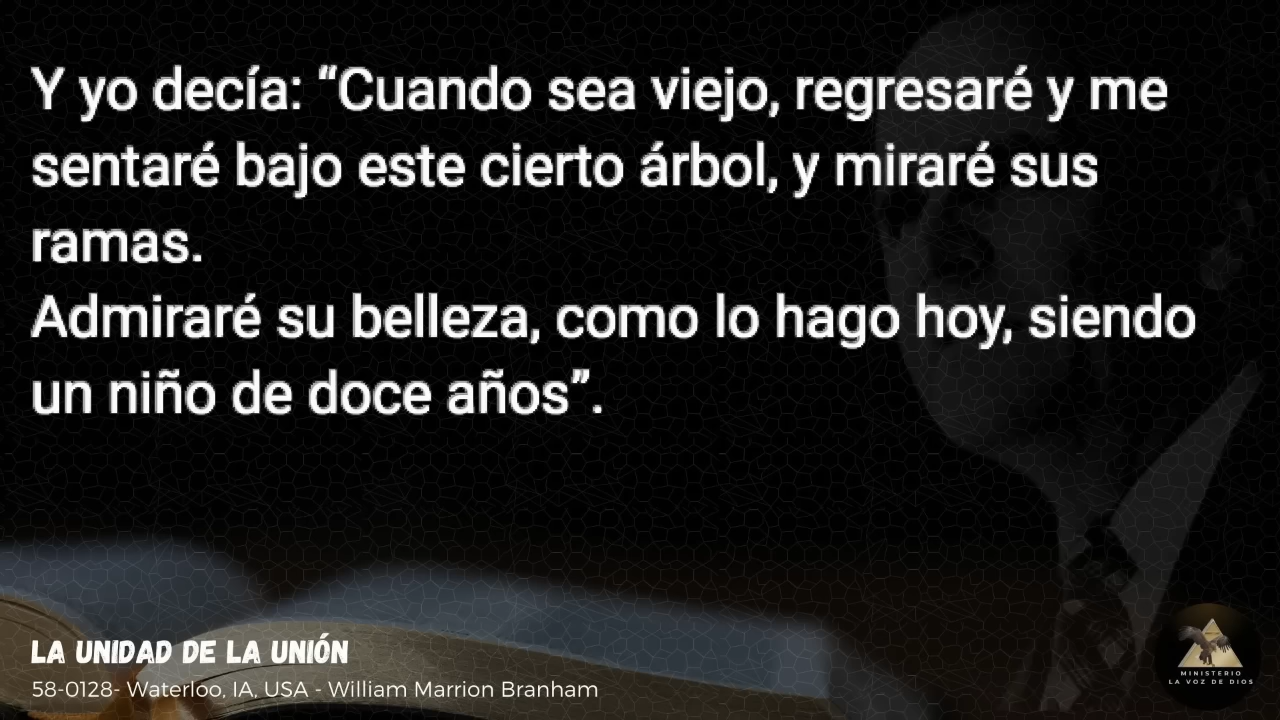 Y yo decía: “Cuando sea viejo, regresaré y me
sentaré bajo este cierto árbol, y miraré sus
ramas.
Admiraré su belleza, como lo hago hoy, siendo
un niño de doce años”.
LA UNIDAD DE LA UNIÓN
58-0128- Waterloo, IA, USA - William Marrion Branham
MINISTERIO
LA VOZ DE DIOS